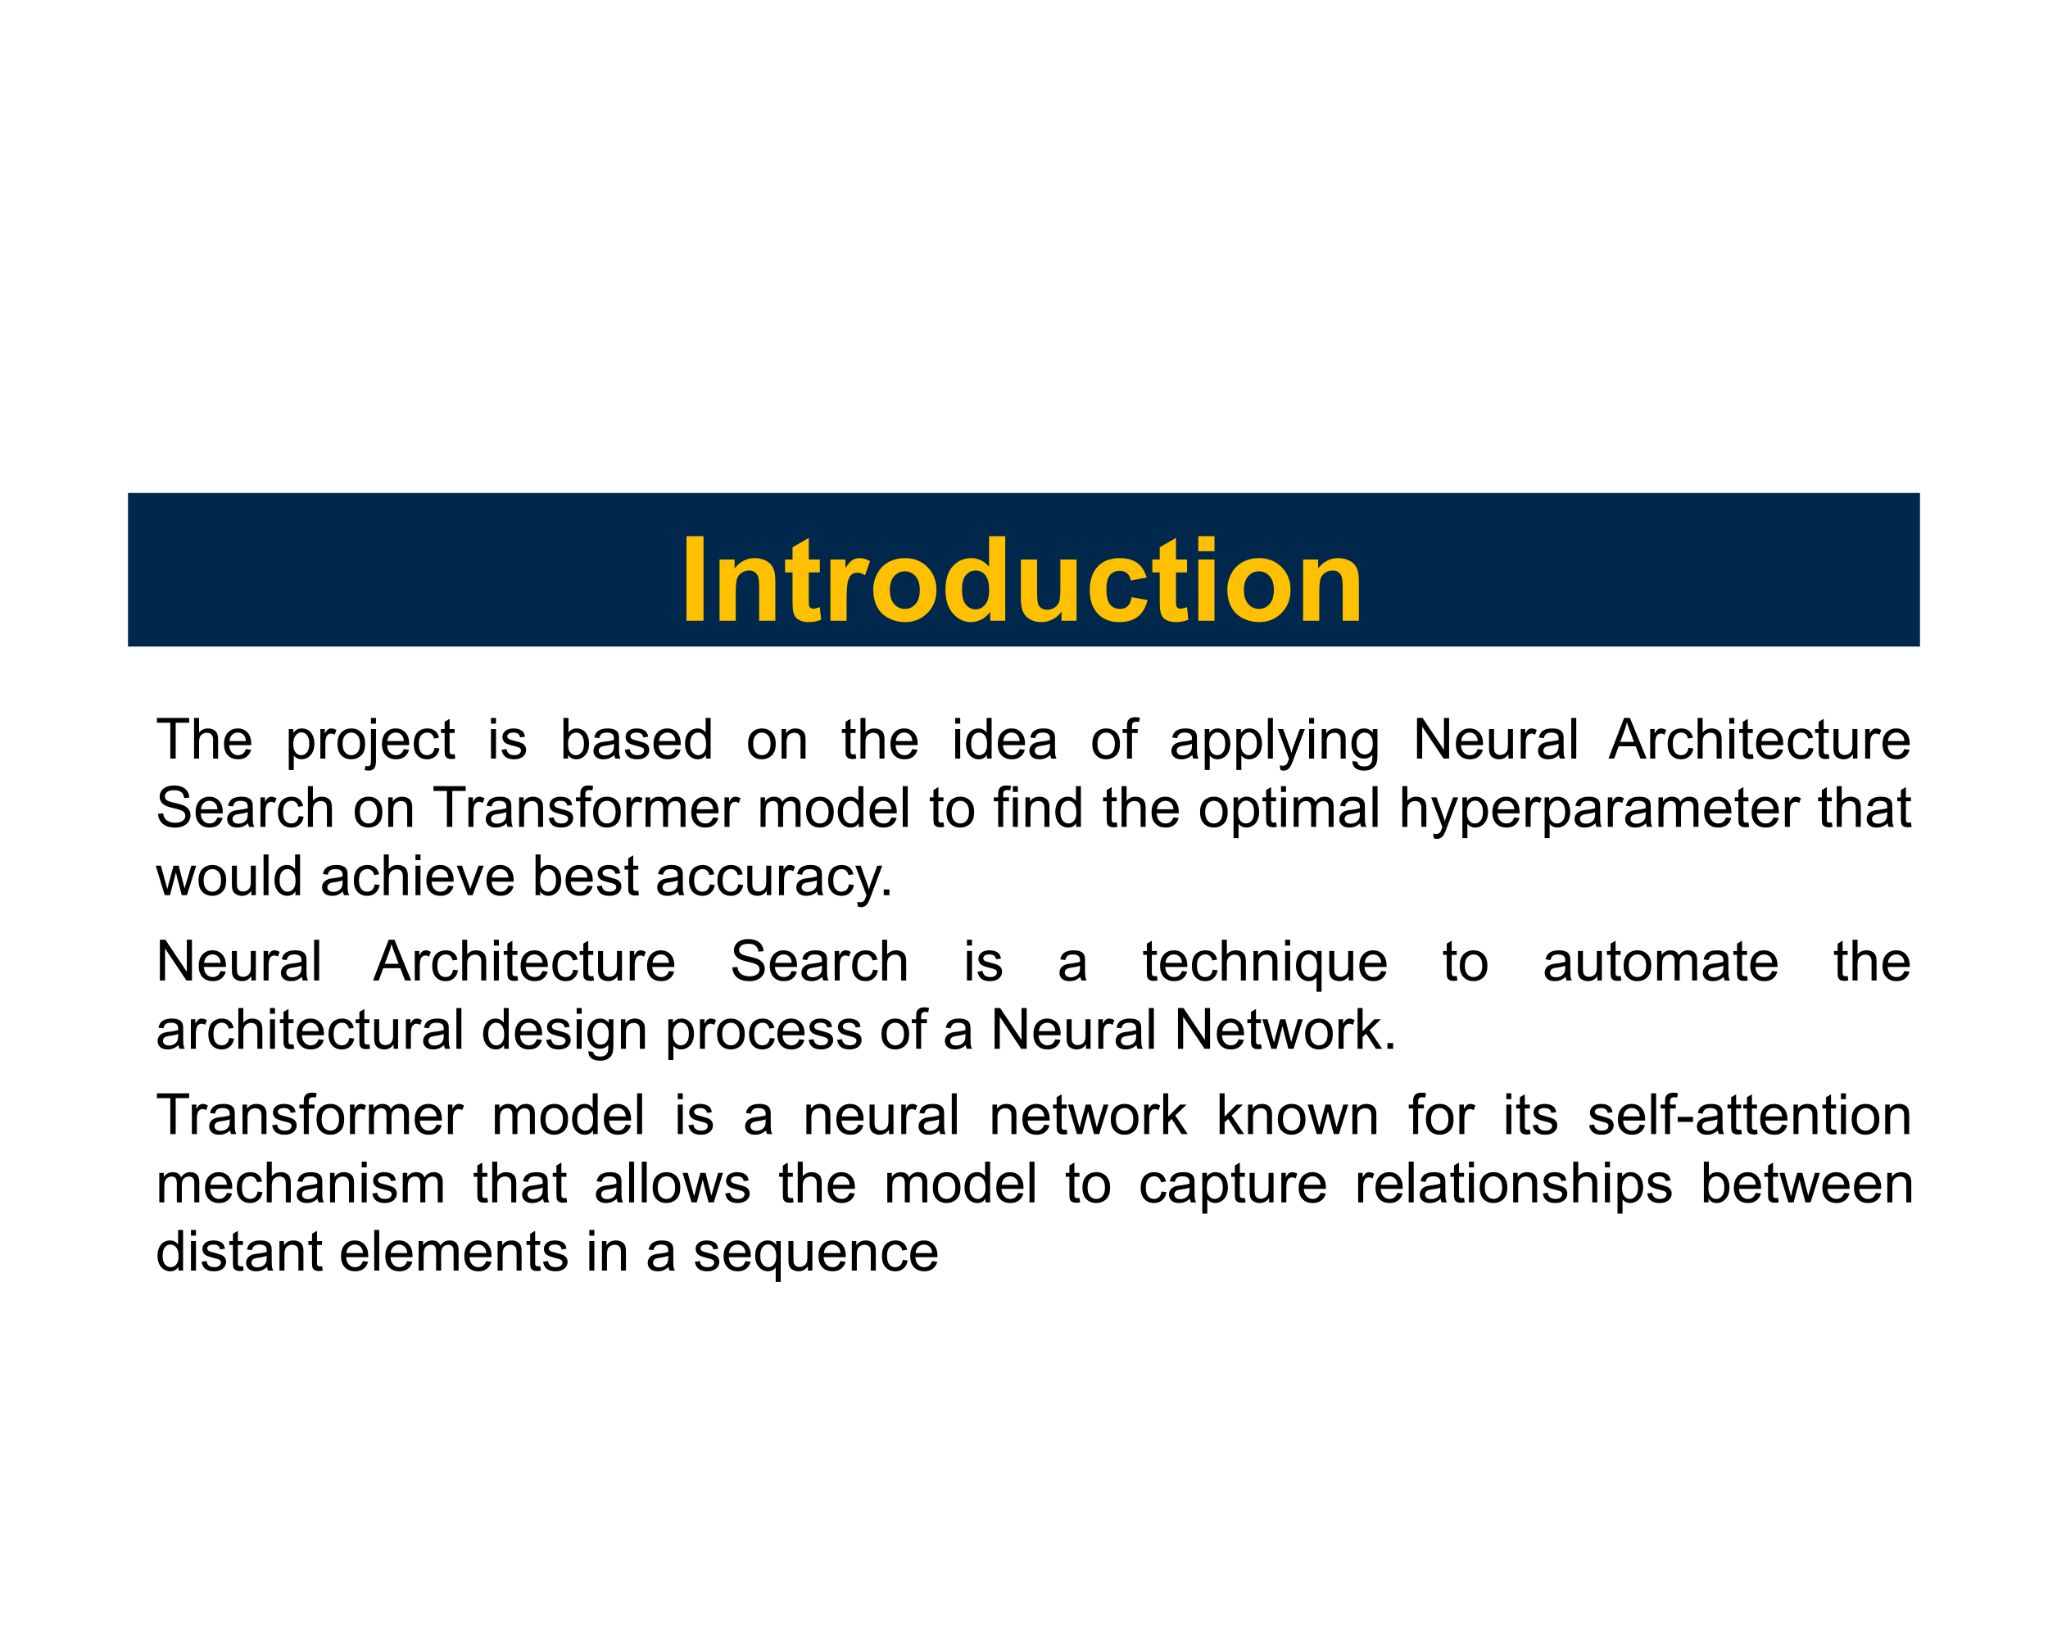 Introduction
The project is based on the idea of applying Neural Architecture
Search on Transformer model to find the optimal hyperparameter that
would achieve best accuracy.
Neural Architecture Search is a technique to automate the
architectural design process of a Neural Network.
Transformer model is a neural network known for its self-attention
mechanism that allows the model to capture relationships between
distant elements in a sequence